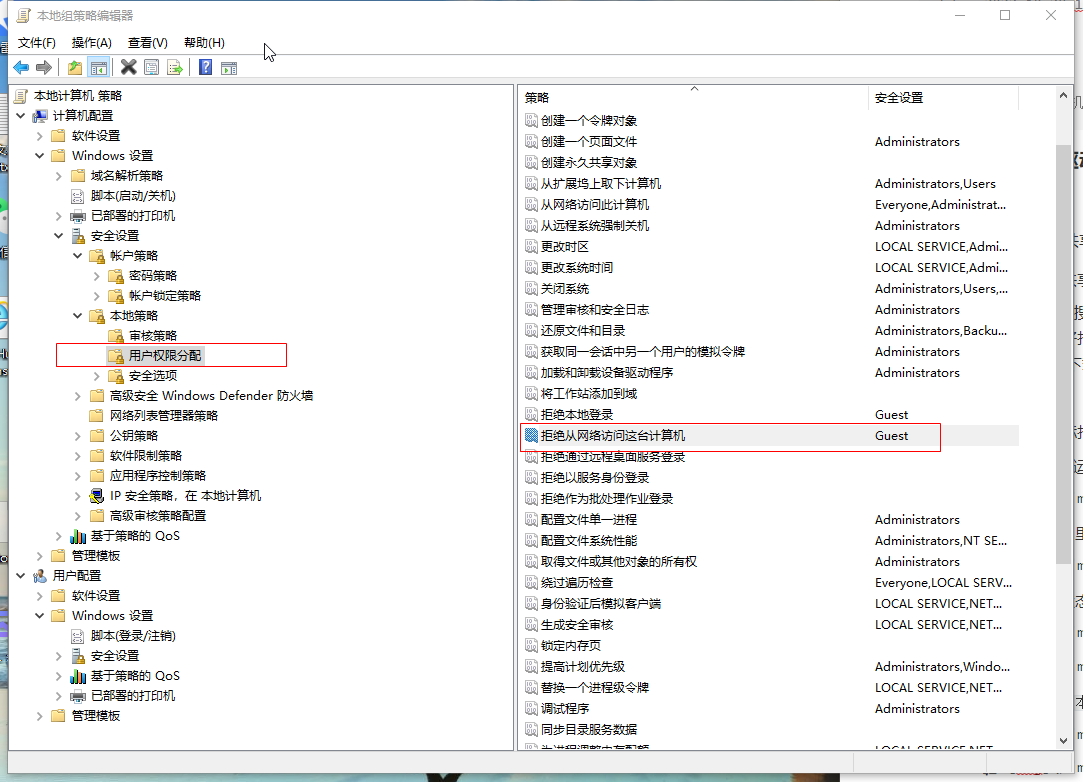 本地组策略编辑器
文件(F) 操作(A) 查看(V) 帮助(H)
本地计算机 策略
计算机配置
软件设置
Windows 设置
域名解析策略
脚本(启动/关机)
已部署的打印机
安全设置
帐户策略
密码策略
帐户锁定策略
本地策略
审核策略
用户权限分配
安全选项
高级安全 Windows Defender 防火墙
网络列表管理器策略
公钥策略
软件限制策略
应用程序控制策略
IP 安全策略，在 本地计算机
高级审核策略配置
基于策略的 QoS
管理模板
用户配置
软件设置
Windows 设置
脚本(登录/注销)
安全设置
基于策略的 QoS
已部署的打印机
管理模板
策略 安全设置
创建一个令牌对象
创建一个页面文件 Administrators
创建永久共享对象
从扩展坞上取下计算机 Administrators,Users
从网络访问此计算机 Everyone,Administrat...
从远程系统强制关机 Administrators
更改时区 LOCAL SERVICE,Admi...
更改系统时间 LOCAL SERVICE,Admi...
关闭系统 Administrators,Users,...
管理审核和安全日志 Administrators
还原文件和目录 Administrators,Backu...
获取同一会话中另一个用户的模拟令牌 Administrators
加载和卸载设备驱动程序 Administrators
将工作站添加到域
拒绝本地登录 Guest
拒绝从网络访问这台计算机 Guest
拒绝通过远程桌面服务登录
拒绝以服务身份登录
拒绝作为批处理作业登录
配置文件单一进程 Administrators
配置文件系统性能 Administrators,NT SE...
取得文件或其他对象的所有权 Administrators
绕过遍历检查 Everyone,LOCAL SERV...
身份验证后模拟客户端 LOCAL SERVICE,NET...
生成安全审核 LOCAL SERVICE,NET...
锁定内存页
提高计划优先级 Administrators,Windo...
替换一个进程级令牌 LOCAL SERVICE,NET...
调试程序 Administrators
同步目录服务数据
为进程调整内存配额 LOCAL SERVICE,NET...